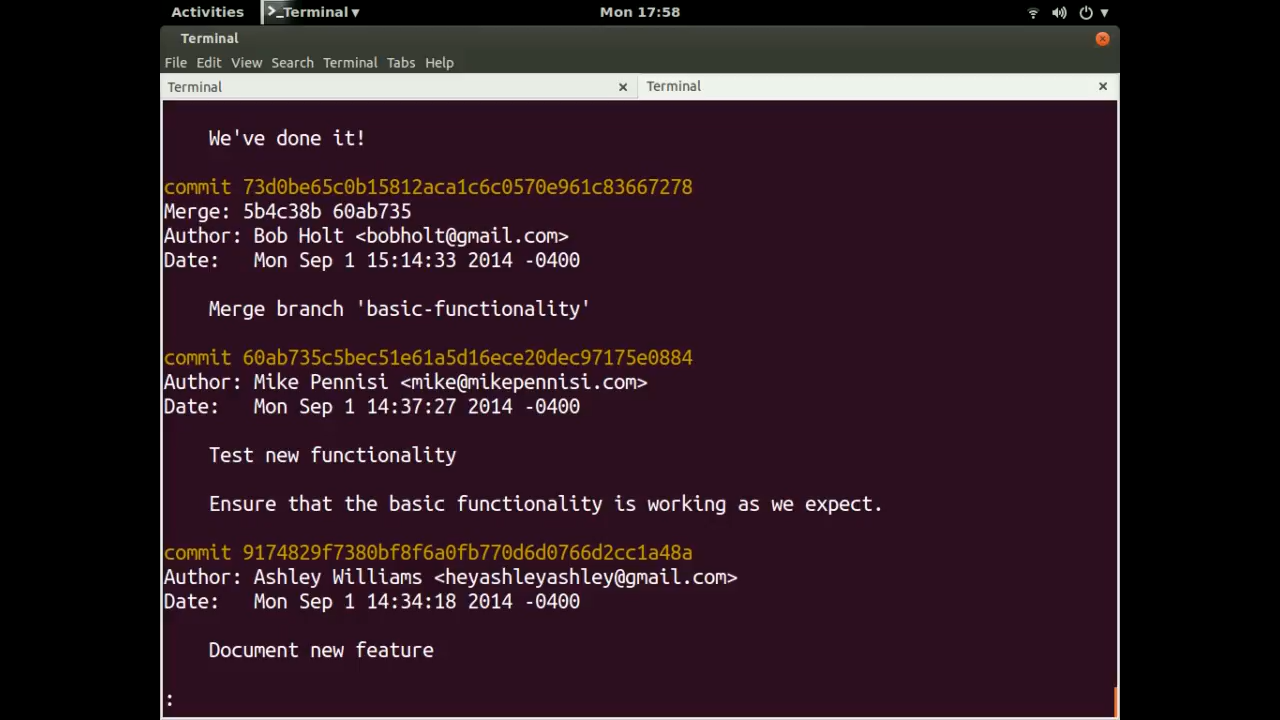 Activities >_Terminal ▾ Mon 17:58
Terminal
File Edit View Search Terminal Tabs Help
Terminal × Terminal ×
We've done it!
commit 73d0be65c0b15812aca1c6c0570e961c83667278
Merge: 5b4c38b 60ab735
Author: Bob Holt <bobholt@gmail.com>
Date:   Mon Sep 1 15:14:33 2014 -0400
Merge branch 'basic-functionality'
commit 60ab735c5bec51e61a5d16ece20dec97175e0884
Author: Mike Pennisi <mike@mikepennisi.com>
Date:   Mon Sep 1 14:37:27 2014 -0400
Test new functionality
Ensure that the basic functionality is working as we expect.
commit 9174829f7380bf8f6a0fb770d6d0766d2cc1a48a
Author: Ashley Williams <heyashleyashley@gmail.com>
Date:   Mon Sep 1 14:34:18 2014 -0400
Document new feature
: